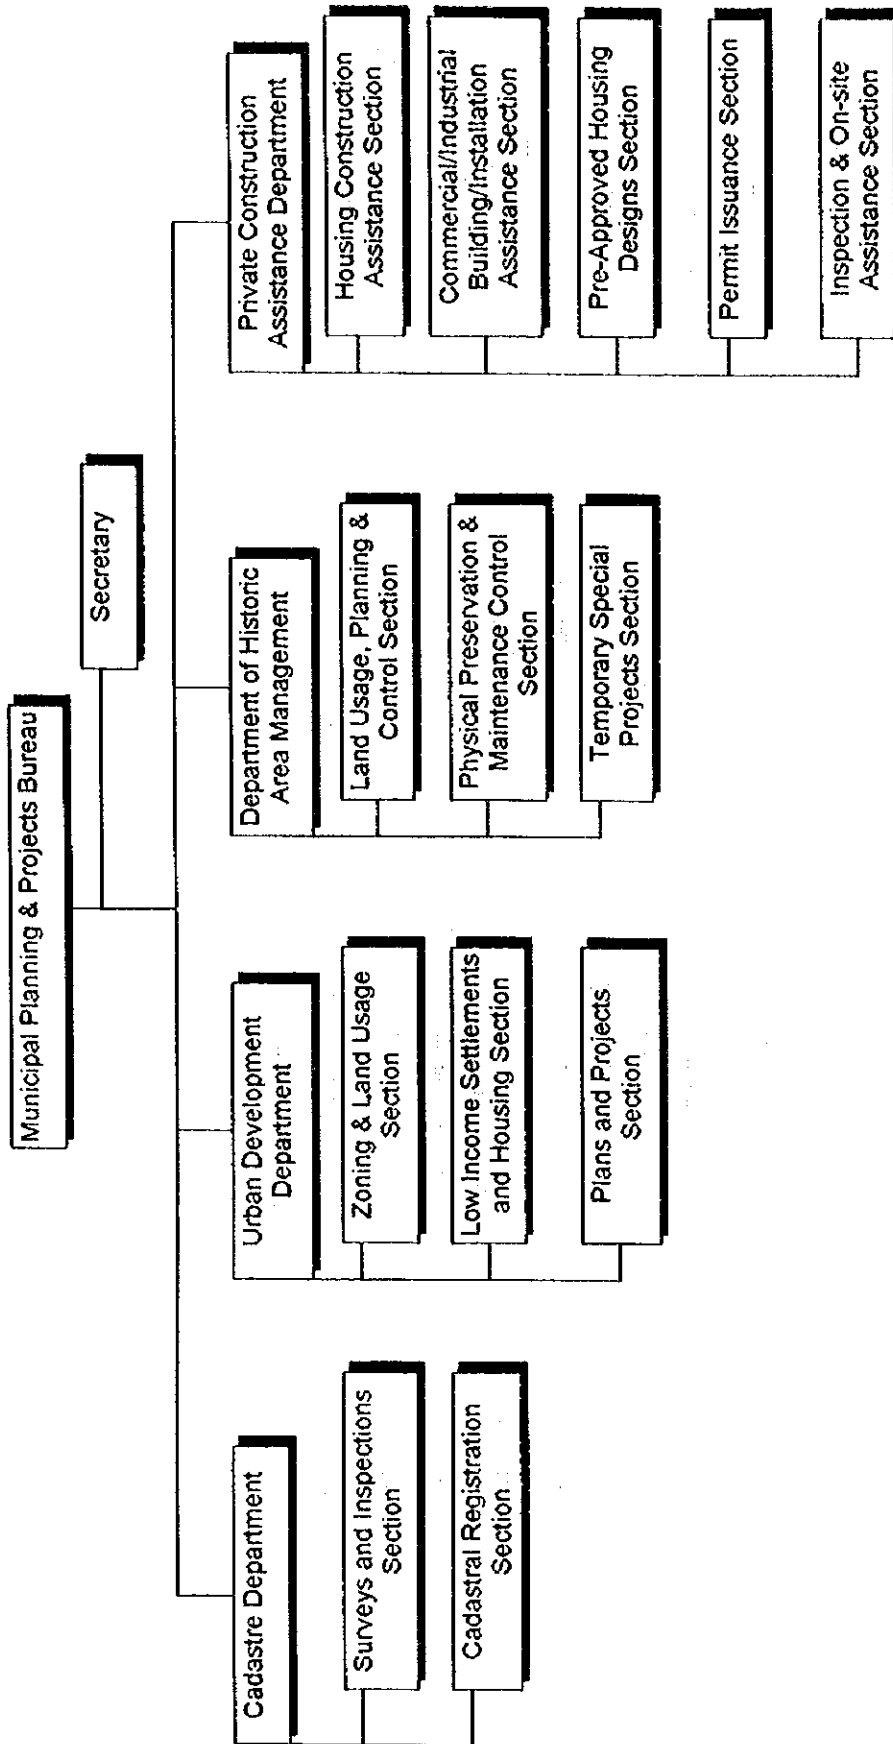 Municipal Planning & Projects Bureau
Secretary
Cadastre Department
Surveys and Inspections
Section
Cadastral Registration
Section
Urban Development
Department
Zoning & Land Usage
Section
Low Income Settlements
and Housing Section
Plans and Projects
Section
Department of Historic
Area Management
Land Usage, Planning &
Control Section
Physical Preservation &
Maintenance Control
Section
Temporary Special
Projects Section
Private Construction
Assistance Department
Housing Construction
Assistance Section
Commercial/Industrial
Building/Installation
Assistance Section
Pre-Approved Housing
Designs Section
Permit Issuance Section
Inspection & On-site
Assistance Section